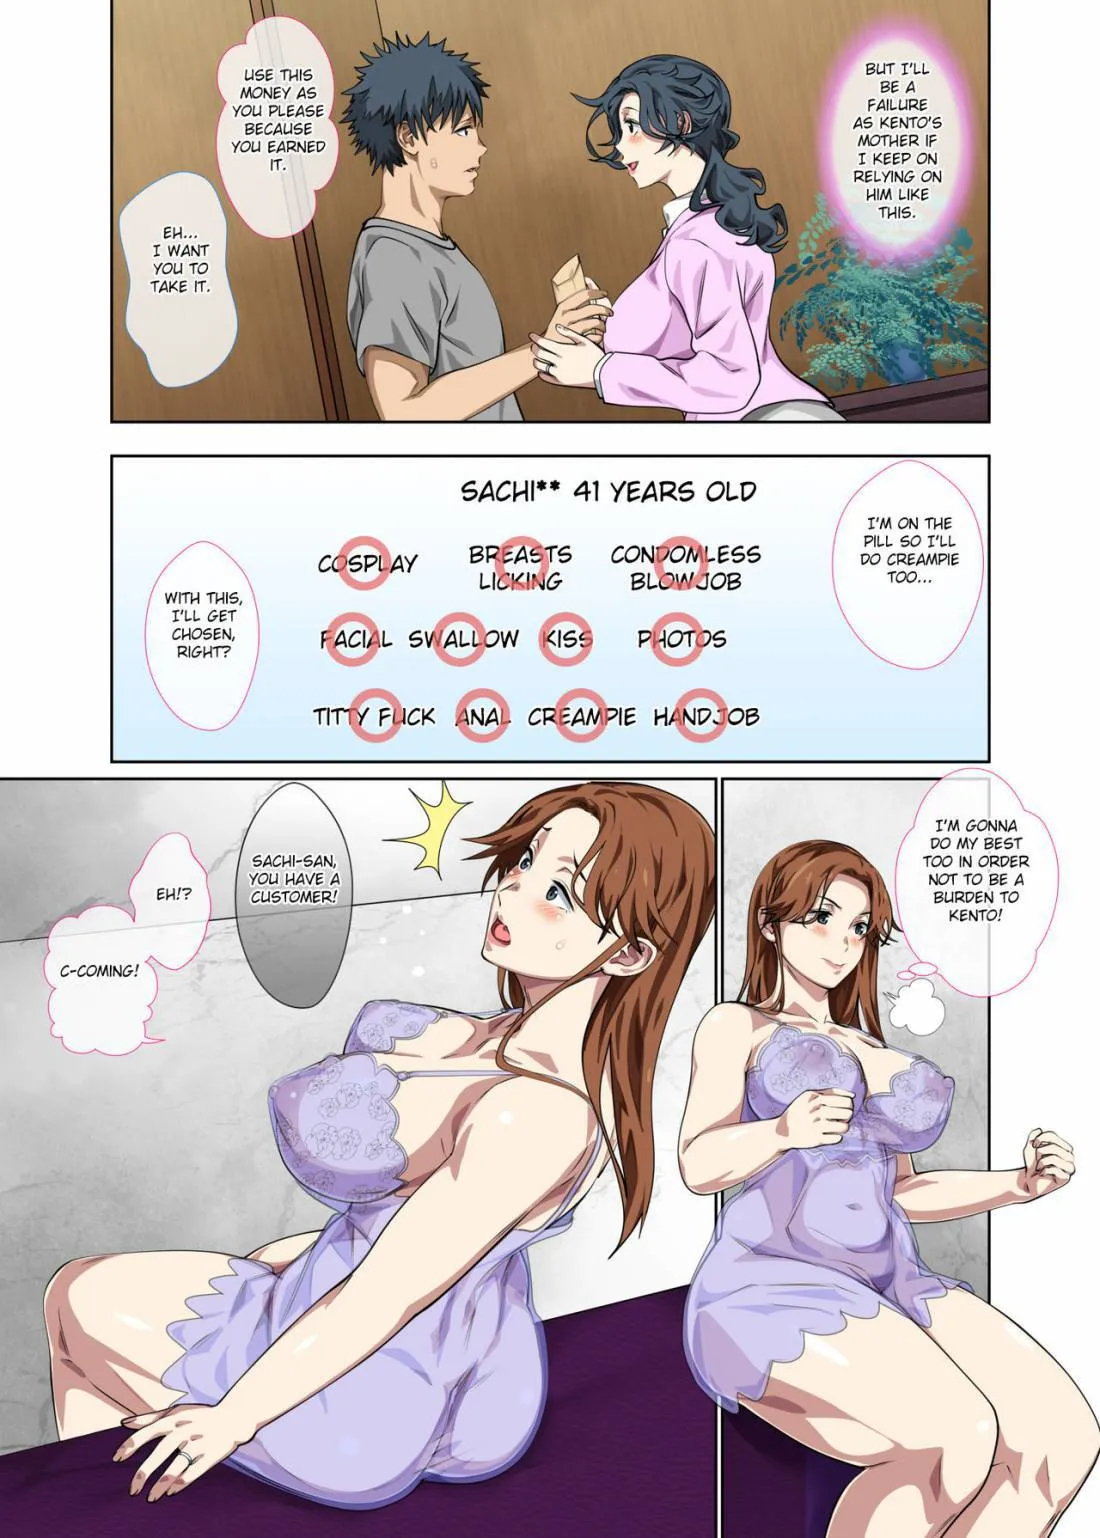 BUT I'LL
BE A
FAILURE
AS KENTO'S
MOTHER IF
I KEEP ON
RELYING ON
HIM LIKE
THIS.
USE THIS
MONEY AS
YOU PLEASE
BECAUSE
YOU EARNED
IT.
EH...
I WANT
YOU TO
TAKE IT.
SACHI** 41 YEARS OLD
I'M ON THE
PILL SO I'LL
DO CREAMPIE
TOO...
COSPLAY
BREASTS
LICKING
CONDOMLESS
BLOWJOB
FACIAL SWALLOW KISS PHOTOS
TITTY FUCK ANAL CREAMPIE HANDJOB
WITH THIS,
I'LL GET
CHOSEN,
RIGHT?
I'M GONNA
DO MY BEST
TOO IN ORDER
NOT TO BE A
BURDEN TO
KENTO!
SACHI-SAN,
YOU HAVE A
CUSTOMER!
EH!?
C-COMING!